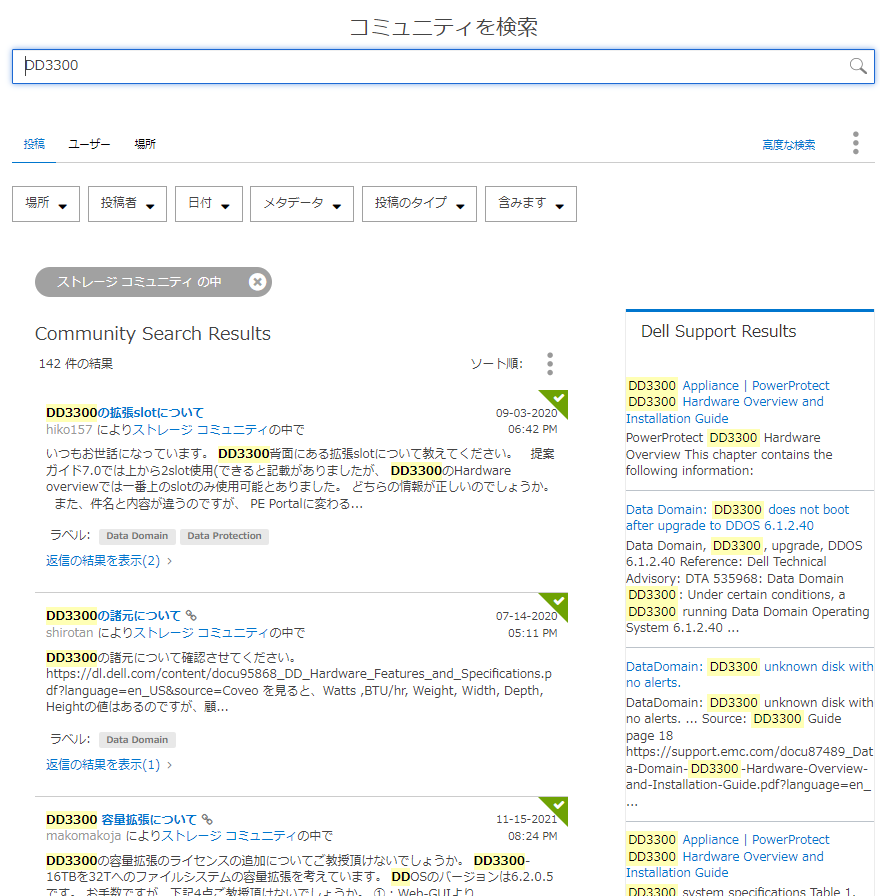 コミュニティを検索
DD3300
投稿 ユーザー 場所 高度な検索
場所 投稿者 日付 メタデータ 投稿のタイプ 含みます
ストレージ コミュニティ の中
Community Search Results
142 件の結果 ソート順:
DD3300の拡張slotについて 09-03-2020
hiko157 によりストレージ コミュニティの中で 06:42 PM
いつもお世話になっています。 DD3300背面にある拡張slotについて教えてください。 提案
ガイド7.0では上から2slot使用(できると記載がありましたが、 DD3300のHardware
overviewでは一番上のslotのみ使用可能とありました。 どちらの情報が正しいのでしょうか。
また、件名と内容が違うのですが、 PE Portalに変わる...
ラベル: Data Domain Data Protection
返信の結果を表示(2)
DD3300の諸元について 07-14-2020
shirotan によりストレージ コミュニティの中で 05:11 PM
DD3300の諸元について確認させてください。
https://dl.dell.com/content/docu95868_DD_Hardware_Features_and_Specifications.p
df?language=en_US&source=Coveo を見ると、Watts ,BTU/hr, Weight, Width, Depth,
Heightの値はあるのですが、顧...
ラベル: Data Domain
返信の結果を表示(1)
DD3300 容量拡張について 11-15-2021
makomakoja によりストレージ コミュニティの中で 08:24 PM
DD3300の容量拡張のライセンスの追加についてご教授頂けないでしょうか。 DD3300-
16TBを32Tへのファイルシステムの容量拡張を考えています。 DDOSのバージョンは6.2.0.5
です。 お手数ですが、下記4点ご教授頂けないでしょうか。 ①：Web-GUIより
Dell Support Results
DD3300 Appliance | PowerProtect
DD3300 Hardware Overview and
Installation Guide
PowerProtect DD3300 Hardware
Overview This chapter contains the
following information:
Data Domain: DD3300 does not boot
after upgrade to DDOS 6.1.2.40
Data Domain, DD3300, upgrade, DDOS
6.1.2.40 Reference: Dell Technical
Advisory: DTA 535968: Data Domain
DD3300: Under certain conditions, a
DD3300 running Data Domain Operating
System 6.1.2.40 ...
DataDomain: DD3300 unknown disk with
no alerts.
DataDomain: DD3300 unknown disk with
no alerts. ... Source: DD3300 Guide
page 18
https://support.emc.com/docu87489_Dat
a-Domain-DD3300-Hardware-Overview-
and-Installation-Guide.pdf?language=en_
...
DD3300 Appliance | PowerProtect
DD3300 Hardware Overview and
Installation Guide
DD3300 system specifications Table 1.